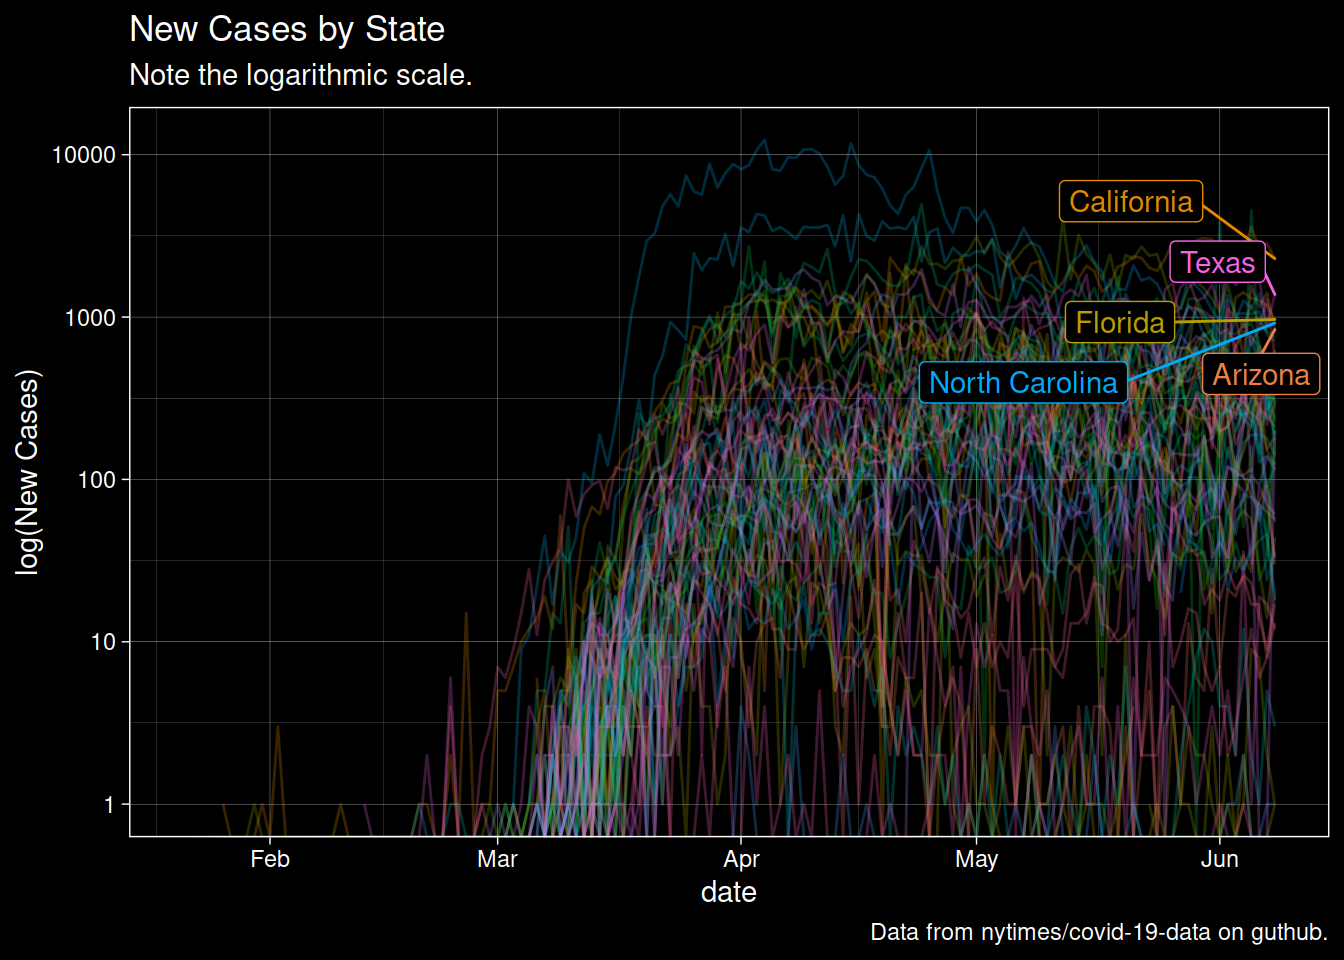 New Cases by State
Note the logarithmic scale.
log(New Cases)
10000
1000
100
10
1
California
Texas
Florida
North Carolina
Arizona
Feb
Mar
Apr
May
Jun
date
Data from nytimes/covid-19-data on guthub.